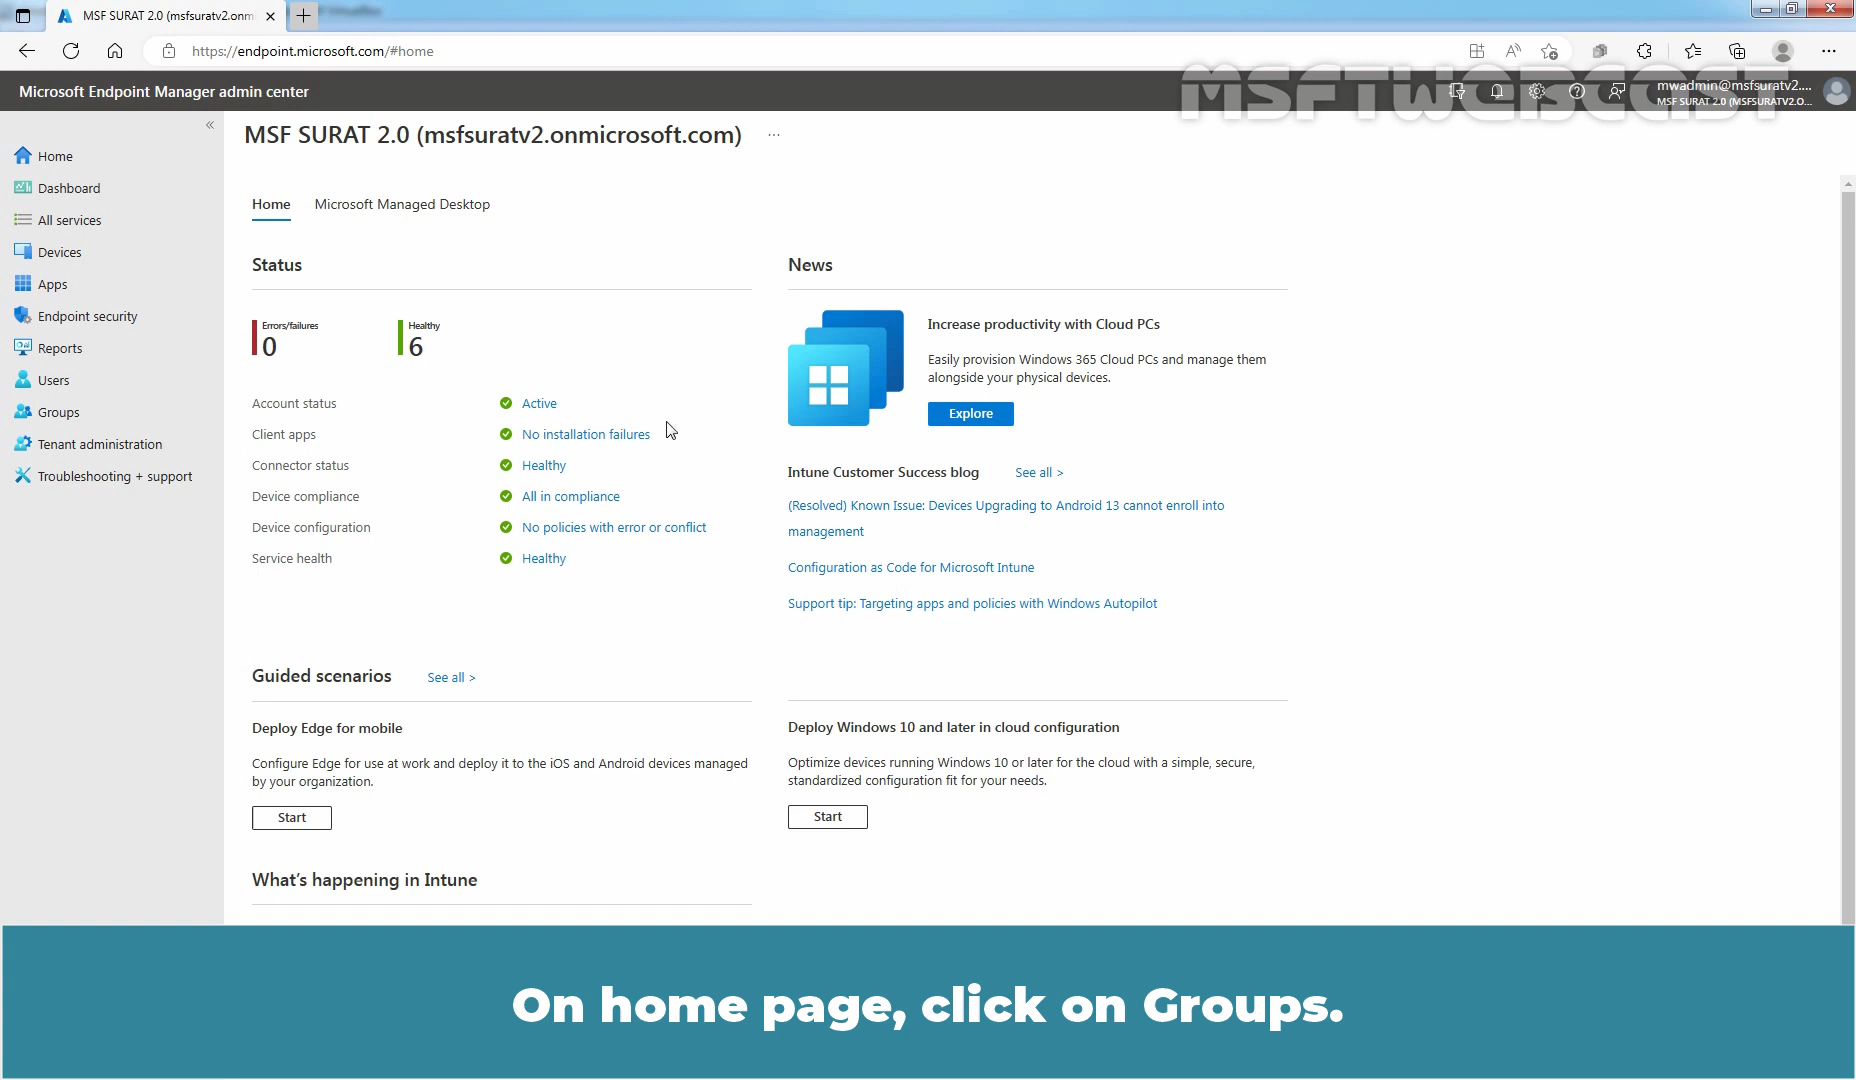 MSF SURAT 2.0 (msfsuratv2.onm
https://endpoint.microsoft.com/#home
MSFTWEBCAST
Microsoft Endpoint Manager admin center
mwadmin@msfsuratv2....
MSF SURAT 2.0 (MSFSURATV2.O...
MSF SURAT 2.0 (msfsuratv2.onmicrosoft.com) ...
Home
Dashboard
All services
Devices
Apps
Endpoint security
Reports
Users
Groups
Tenant administration
Troubleshooting + support
Home Microsoft Managed Desktop
Status
Errors/failures
0
Healthy
6
Account status Active
Client apps No installation failures
Connector status Healthy
Device compliance All in compliance
Device configuration No policies with error or conflict
Service health Healthy
News
Increase productivity with Cloud PCs
Easily provision Windows 365 Cloud PCs and manage them
alongside your physical devices.
Explore
Intune Customer Success blog See all >
(Resolved) Known Issue: Devices Upgrading to Android 13 cannot enroll into
management
Configuration as Code for Microsoft Intune
Support tip: Targeting apps and policies with Windows Autopilot
Guided scenarios See all >
Deploy Edge for mobile
Configure Edge for use at work and deploy it to the iOS and Android devices managed
by your organization.
Start
Deploy Windows 10 and later in cloud configuration
Optimize devices running Windows 10 or later for the cloud with a simple, secure,
standardized configuration fit for your needs.
Start
What's happening in Intune
On home page, click on Groups.